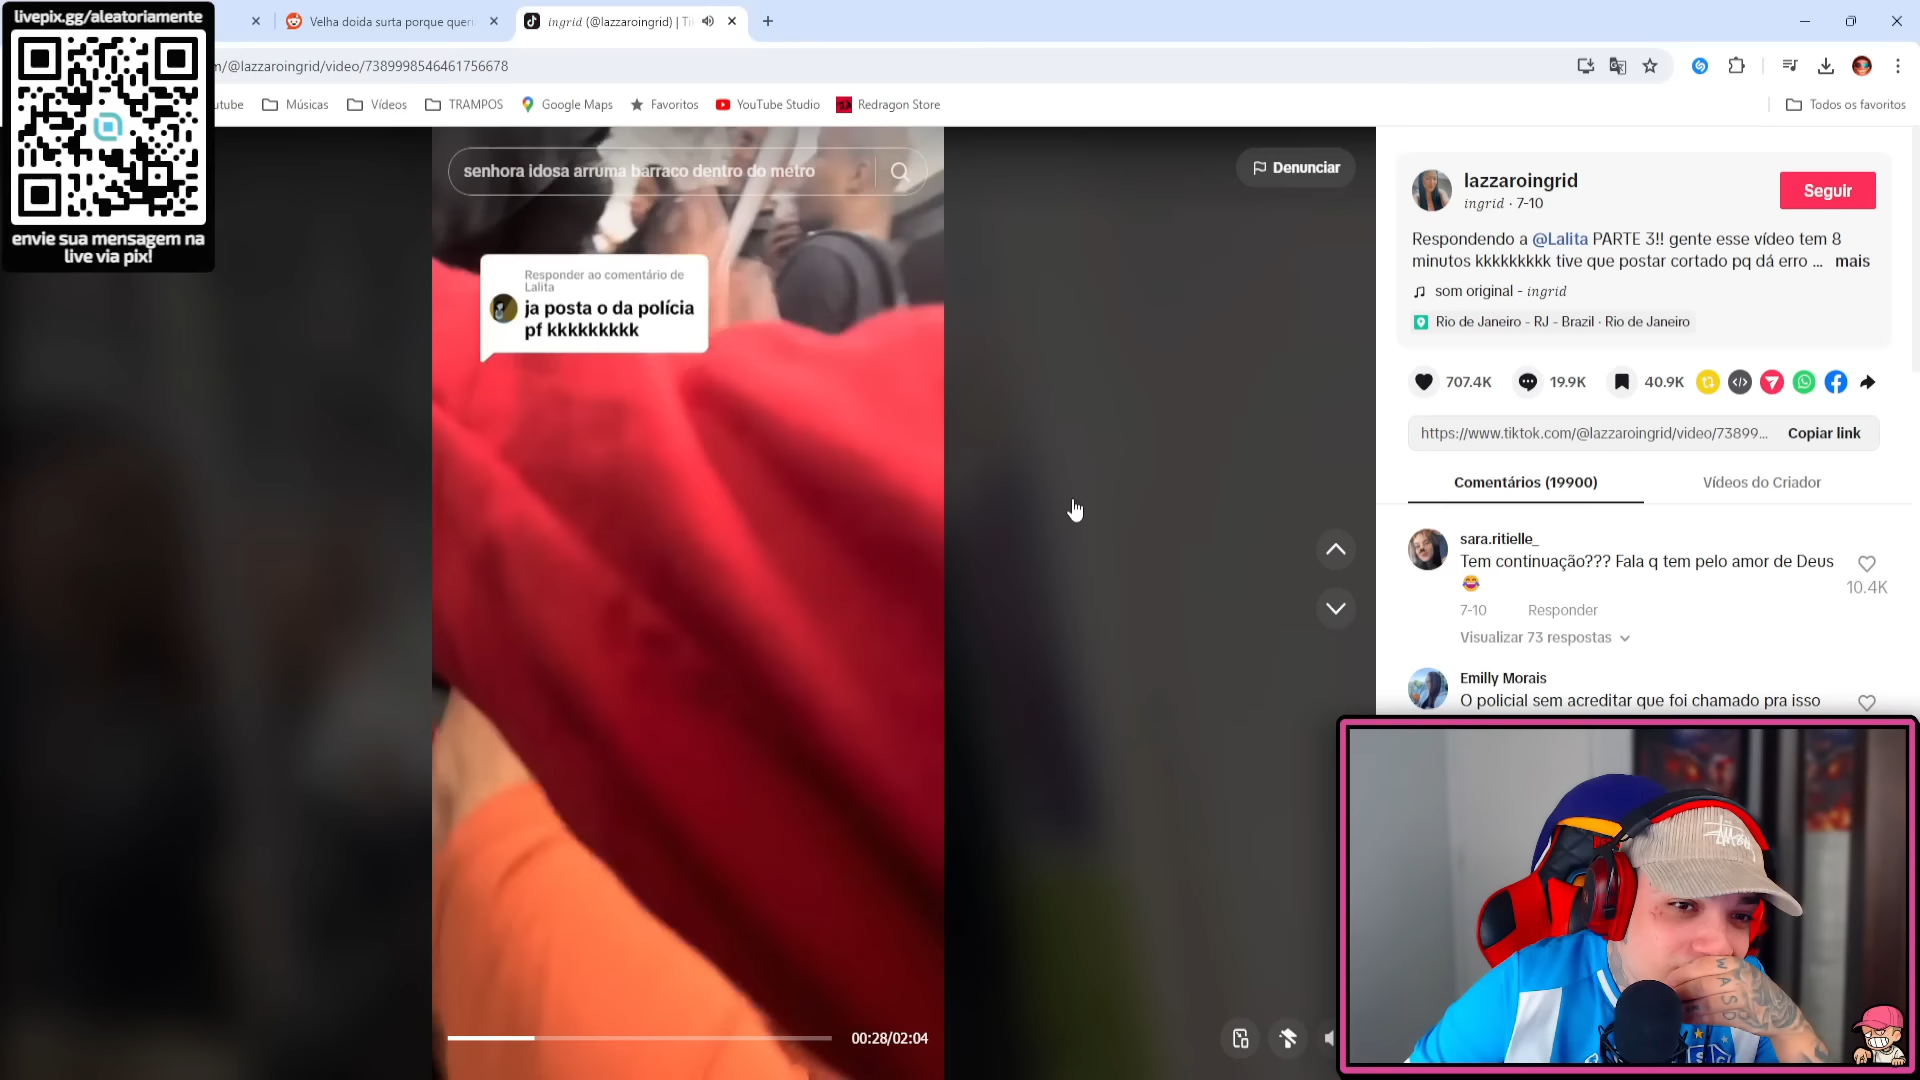 livepix.gg/aleatoriamente
envie sua mensagem na
live via pix!
Velha doida surta porque queri
ingrid (@lazzaroingrid) | Ti
/@lazzaroingrid/video/7389998546461756678
utube
Músicas
Vídeos
TRAMPOS
Google Maps
Favoritos
YouTube Studio
Redragon Store
Todos os favoritos
senhora idosa arruma barraco dentro do metro
Denunciar
Responder ao comentário de
Lalita
ja posta o da polícia
pf kkkkkkkkk
00:28/02:04
lazzaroingrid
ingrid · 7-10
Seguir
Respondendo a @Lalita PARTE 3!! gente esse vídeo tem 8
minutos kkkkkkkkk tive que postar cortado pq dá erro ... mais
som original - ingrid
Rio de Janeiro - RJ - Brazil · Rio de Janeiro
707.4K
19.9K
40.9K
https://www.tiktok.com/@lazzaroingrid/video/73899...
Copiar link
Comentários (19900)
Vídeos do Criador
sara.ritielle_
Tem continuação??? Fala q tem pelo amor de Deus
😂
10.4K
7-10
Responder
Visualizar 73 respostas
Emilly Morais
O policial sem acreditar que foi chamado pra isso
WASD